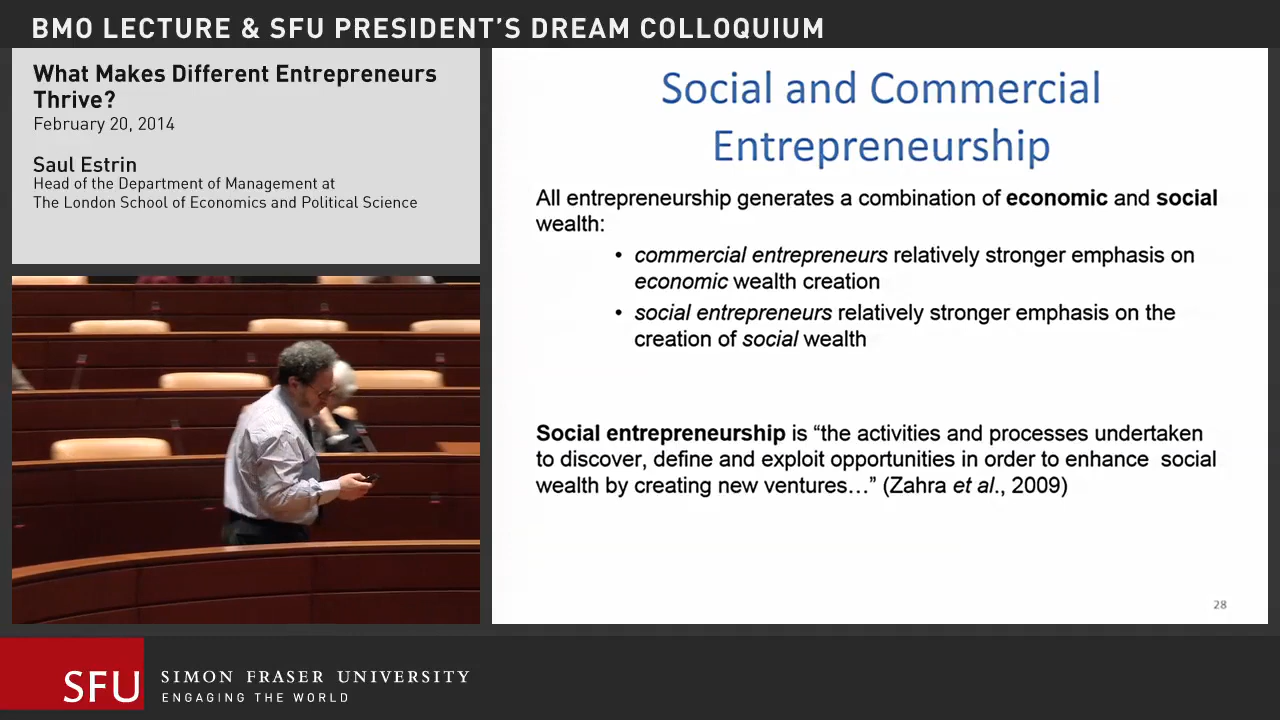 BMO LECTURE & SFU PRESIDENT'S DREAM COLLOQUIUM
What Makes Different Entrepreneurs
Thrive?
February 20, 2014
Saul Estrin
Head of the Department of Management at
The London School of Economics and Political Science
Social and Commercial
Entrepreneurship
All entrepreneurship generates a combination of economic and social
wealth:
• commercial entrepreneurs relatively stronger emphasis on
economic wealth creation
• social entrepreneurs relatively stronger emphasis on the
creation of social wealth
Social entrepreneurship is “the activities and processes undertaken
to discover, define and exploit opportunities in order to enhance social
wealth by creating new ventures…” (Zahra et al., 2009)
28
SFU
SIMON FRASER UNIVERSITY
ENGAGING THE WORLD